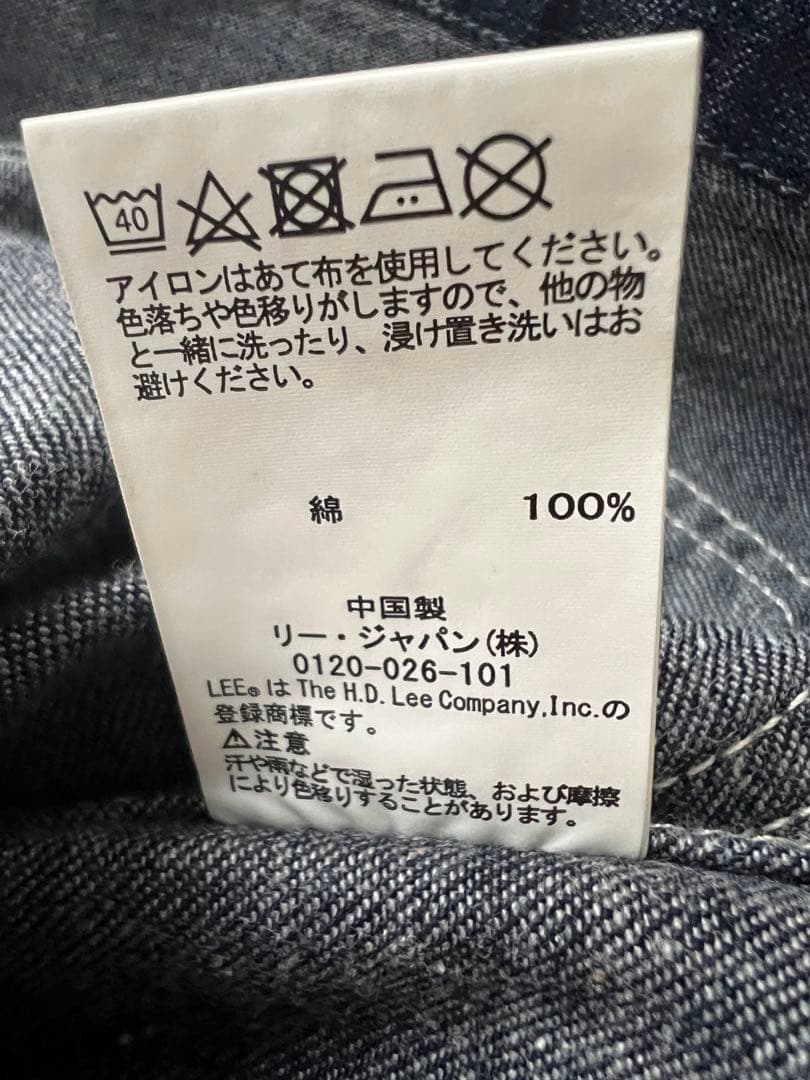 40
アイロンはあて布を使用してください。
色落ちや色移りがしますので、他の物
と一緒に洗ったり、浸け置き洗いはお
避けください。
綿 100%
中国製
リー・ジャパン(株)
0120-026-101
LEE®はThe H.D. Lee Company,Inc.の
登録商標です。
⚠注意
汗や雨などで湿った状態、および摩擦
により色移りすることがあります。